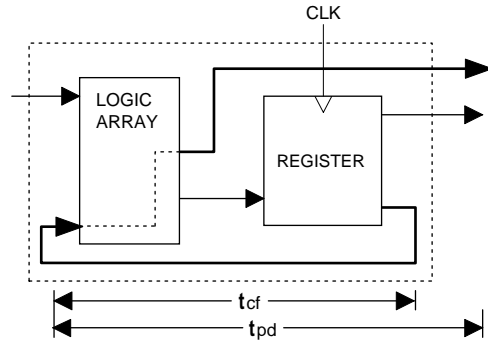 CLK
LOGIC
ARRAY
REGISTER
tcf
tpd